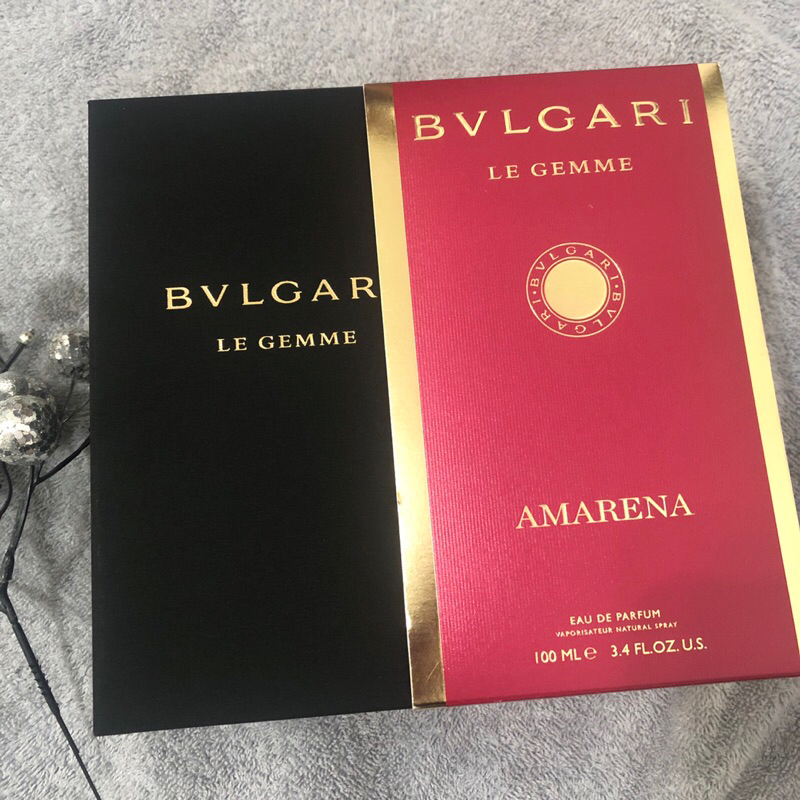 BVLGAR
LE GEMME
BVLGARI
LE GEMME
BVLGARI · BVLGARI · BVLGARI ·
AMARENA
EAU DE PARFUM
VAPORISATEUR NATURAL SPRAY
100 ML ℮ 3.4 FL.OZ. U.S.